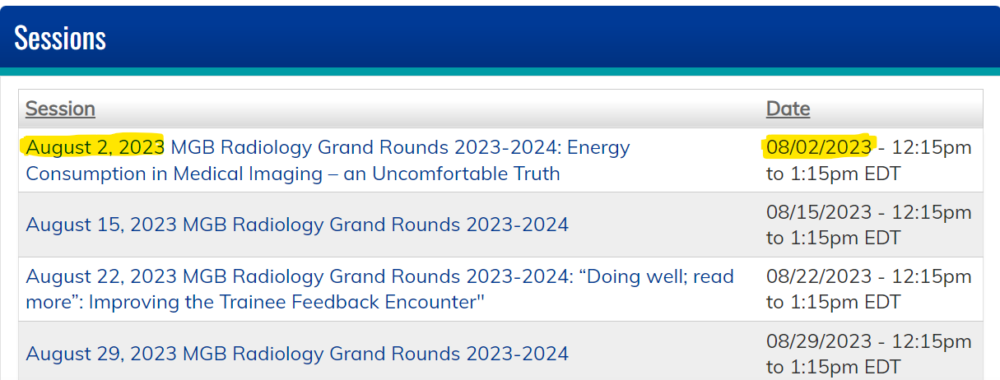 Sessions
Session
Date
August 2, 2023 MGB Radiology Grand Rounds 2023-2024: Energy
Consumption in Medical Imaging – an Uncomfortable Truth
08/02/2023 - 12:15pm
to 1:15pm EDT
August 15, 2023 MGB Radiology Grand Rounds 2023-2024
08/15/2023 - 12:15pm
to 1:15pm EDT
August 22, 2023 MGB Radiology Grand Rounds 2023-2024: “Doing well; read
more”: Improving the Trainee Feedback Encounter"
08/22/2023 - 12:15pm
to 1:15pm EDT
August 29, 2023 MGB Radiology Grand Rounds 2023-2024
08/29/2023 - 12:15pm
to 1:15pm EDT